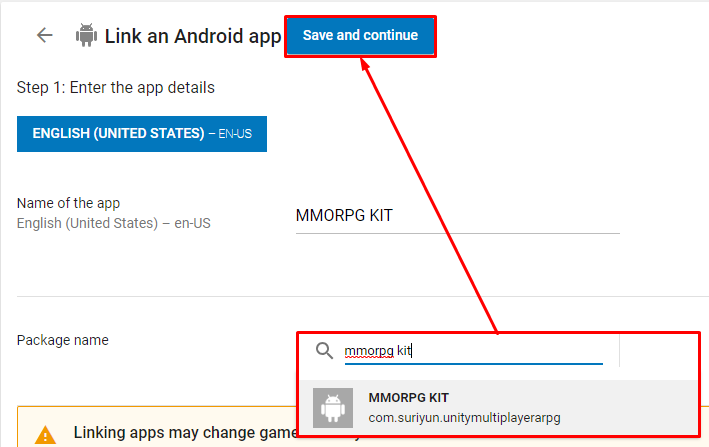 Link an Android app
Save and continue
Step 1: Enter the app details
ENGLISH (UNITED STATES) – EN-US
Name of the app
English (United States) – en-US
MMORPG KIT
Package name
mmorpg kit
MMORPG KIT
com.suriyun.unitymultiplayerarpg
Linking apps may change game